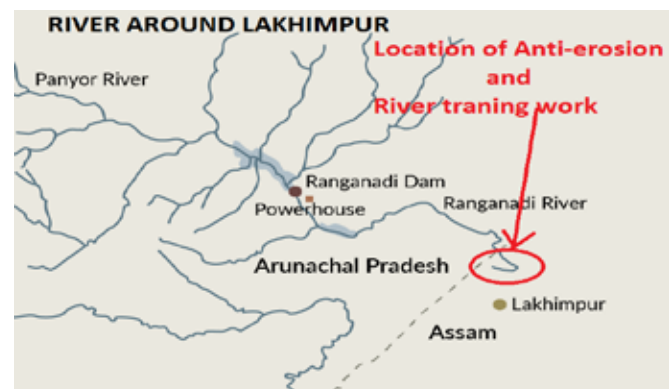 RIVER AROUND LAKHIMPUR
Location of Anti-erosion
and
River traning work
Panyor River
Ranganadi Dam
Powerhouse
Ranganadi River
Arunachal Pradesh
Lakhimpur
Assam